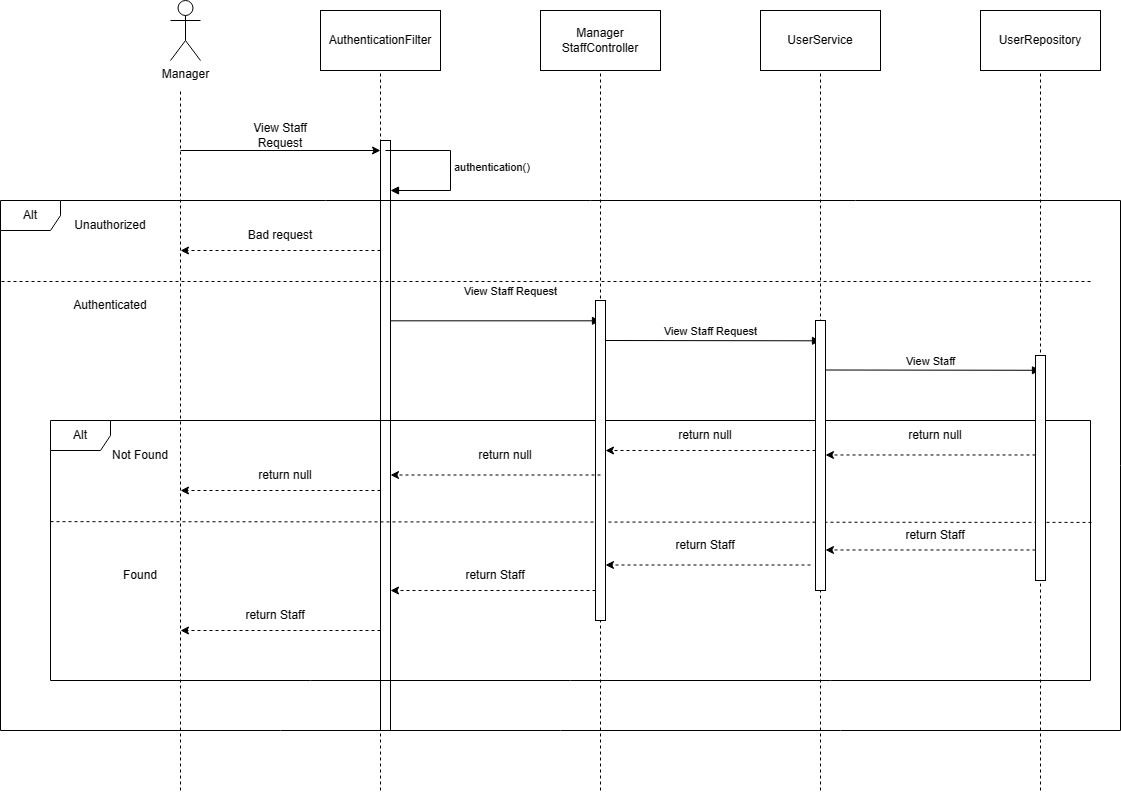 Manager
AuthenticationFilter
Manager
StaffController
UserService
UserRepository
View Staff
Request
authentication()
Alt
Unauthorized
Bad request
Authenticated
View Staff Request
View Staff Request
View Staff
Alt
Not Found
return null
return null
return null
return null
Found
return Staff
return Staff
return Staff
return Staff